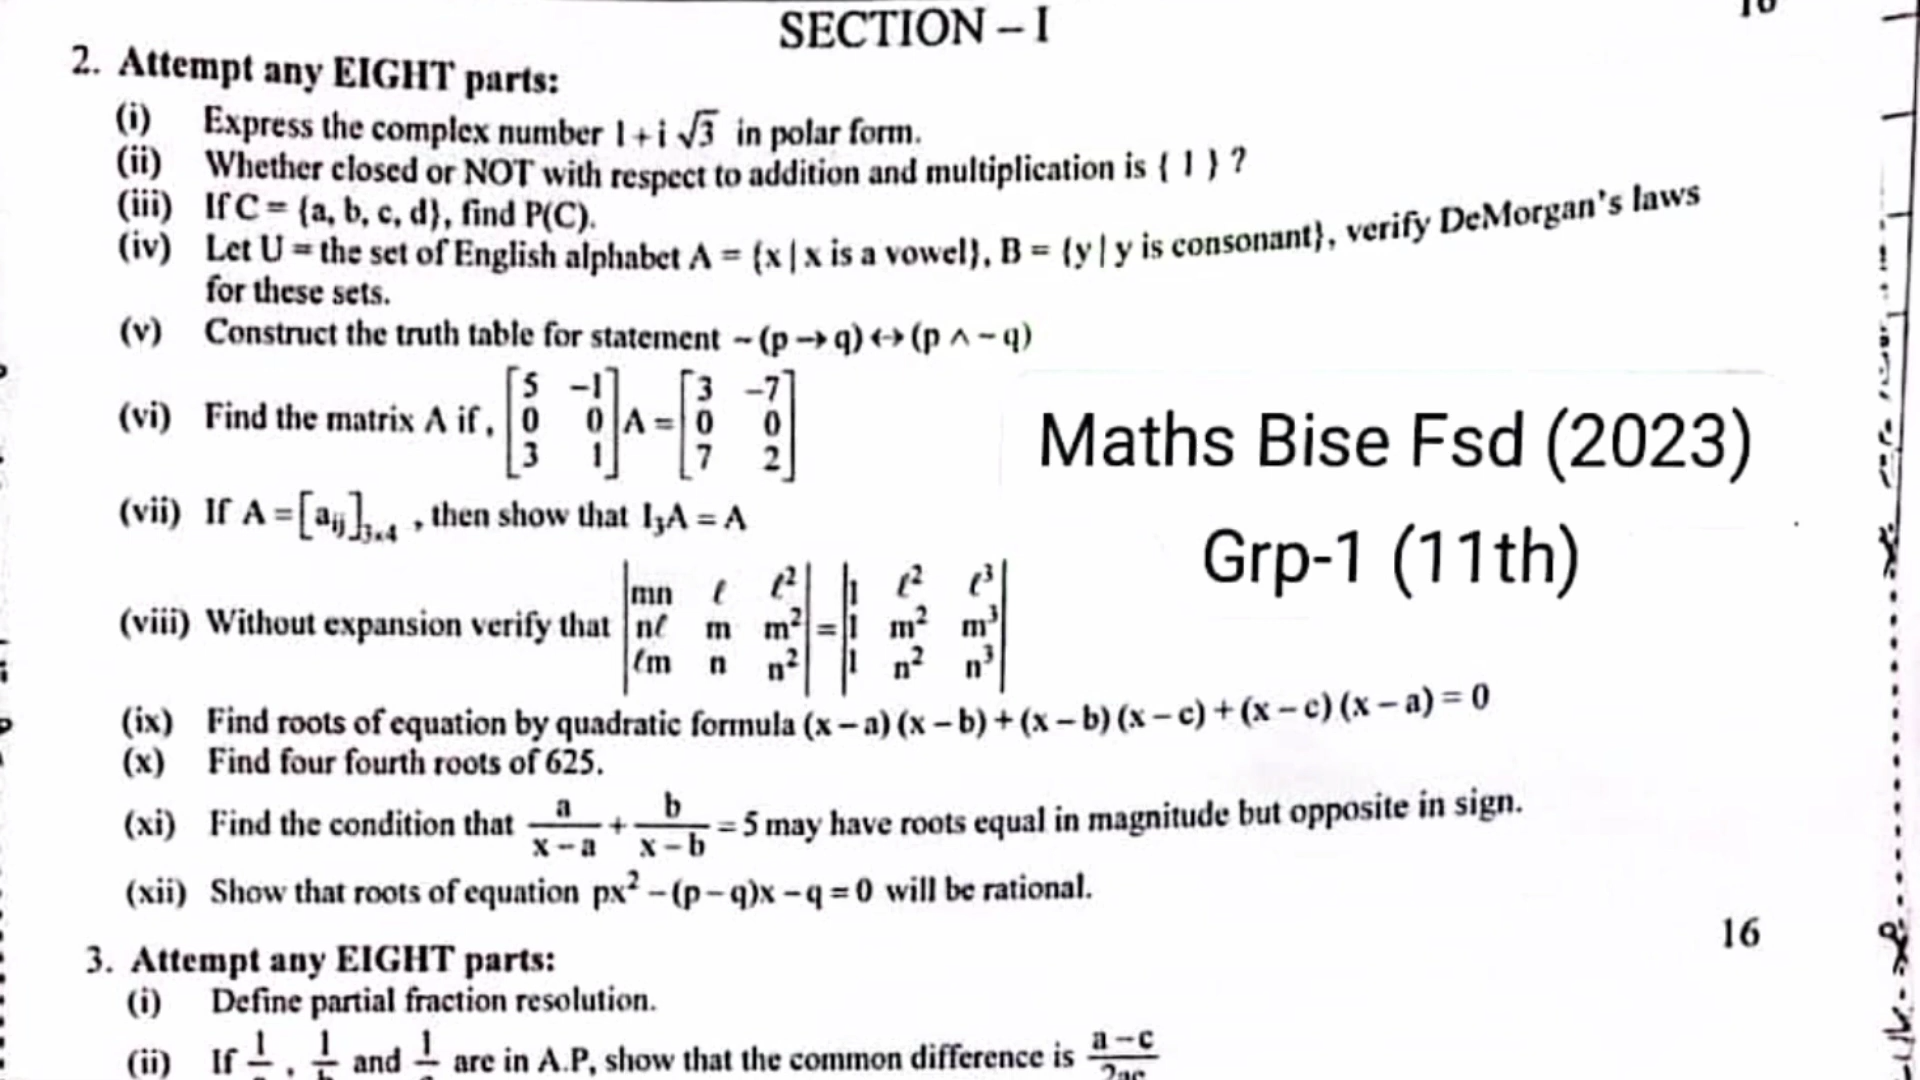 SECTION – I
2. Attempt any EIGHT parts:
(i) Express the complex number 1+i √3 in polar form.
(ii) Whether closed or NOT with respect to addition and multiplication is { 1 } ?
(iii) If C = {a, b, c, d}, find P(C).
(iv) Let U = the set of English alphabet A = {x | x is a vowel}, B = {y | y is consonant}, verify DeMorgan's laws
for these sets.
(v) Construct the truth table for statement ~ (p → q) ↔ (p ∧ ~ q)
(vi) Find the matrix A if, [5 −1; 0 0; 3 1] A = [3 −7; 0 0; 7 2]
Maths Bise Fsd (2023)
Grp-1 (11th)
(vii) If A = [aij]3×4 , then show that I₃A = A
(viii) Without expansion verify that |mn ℓ ℓ²; nℓ m m²; ℓm n n²| = |1 ℓ² ℓ³; 1 m² m³; 1 n² n³|
(ix) Find roots of equation by quadratic formula (x – a) (x – b) + (x – b) (x – c) + (x – c) (x – a) = 0
(x) Find four fourth roots of 625.
(xi) Find the condition that a/(x – a) + b/(x – b) = 5 may have roots equal in magnitude but opposite in sign.
(xii) Show that roots of equation px² – (p – q)x – q = 0 will be rational.
16
3. Attempt any EIGHT parts:
(i) Define partial fraction resolution.
(ii) If 1 , 1 and 1 are in A.P, show that the common difference is a – c